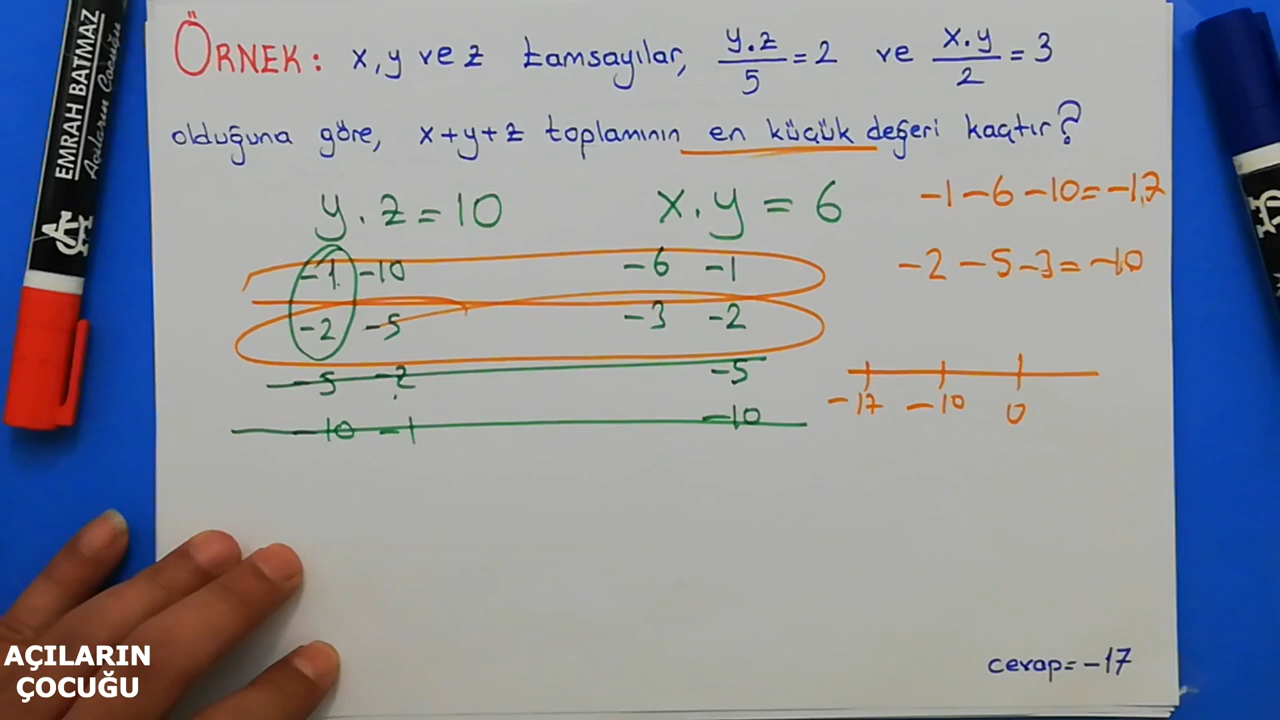 ÖRNEK: x, y ve z tamsayılar, y.z/5 = 2 ve x.y/2 = 3
olduğuna göre, x+y+z toplamının en küçük değeri kaçtır?
y.z=10 x.y=6 -1-6-10=-17
-1 -10 -6 -1 -2-5-3=-10
-2 -5 -3 -2
-5 -2 -5
-10 -1 -10
-17 -10 0
cevap=-17
EMRAH BATMAZ
Açıların Çocuğu
AÇILARIN
ÇOCUĞU